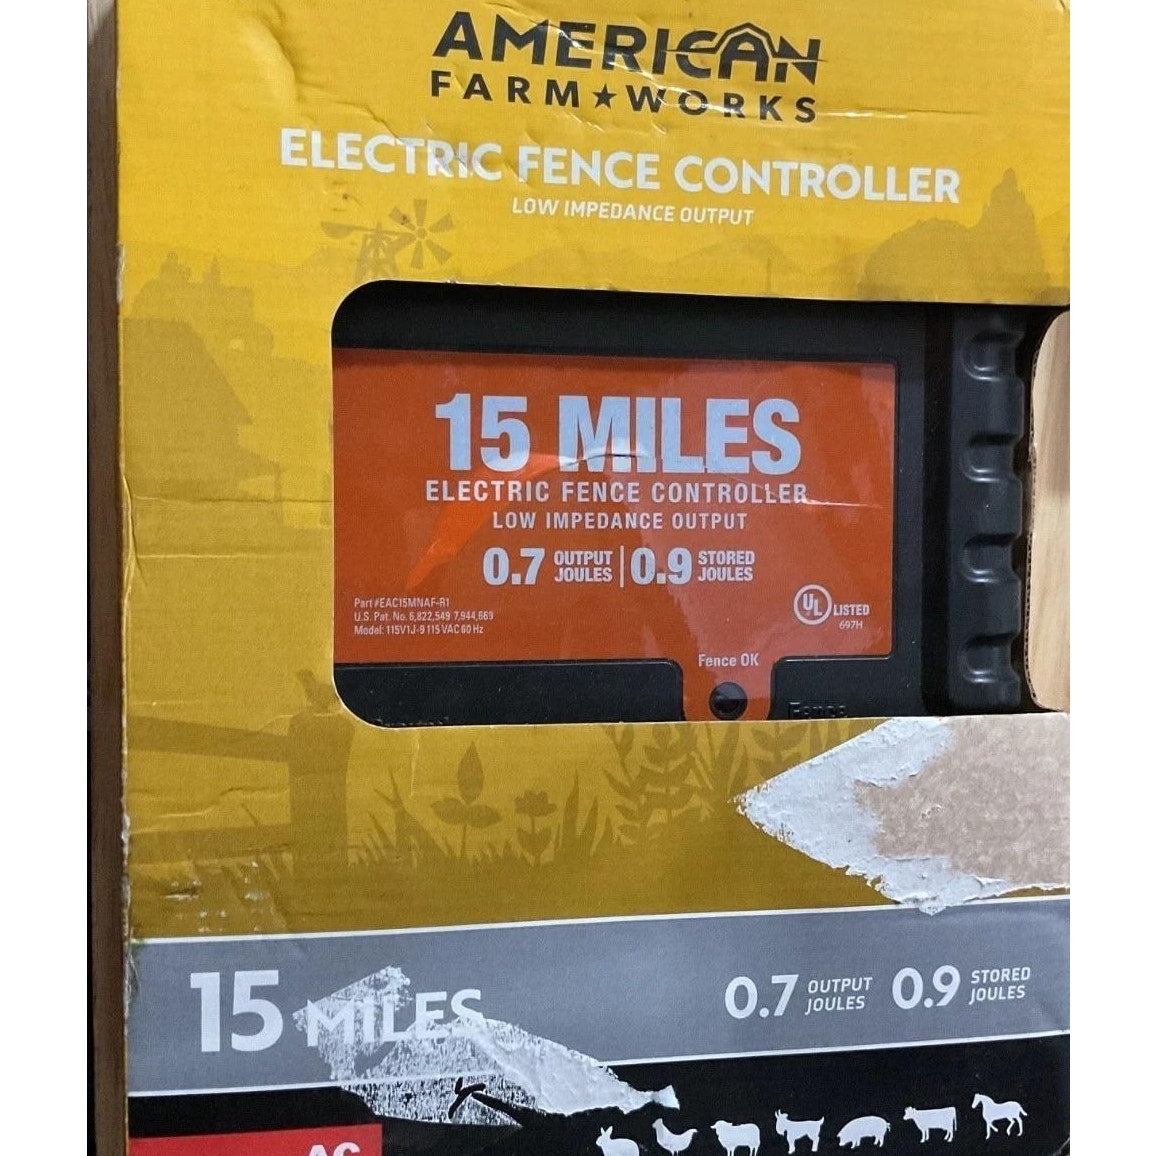 AMERICAN
FARM★WORKS
ELECTRIC FENCE CONTROLLER
LOW IMPEDANCE OUTPUT
15 MILES
ELECTRIC FENCE CONTROLLER
LOW IMPEDANCE OUTPUT
0.7 OUTPUT JOULES | 0.9 STORED JOULES
Part #EAC15MNAF-R1
U.S. Pat. No. 6,822,549 7,944,669
Model: 115V1J-9 115 VAC 60 Hz
UL LISTED
697H
Fence OK
Fence
15 MILES
0.7 OUTPUT JOULES 0.9 STORED JOULES
AC